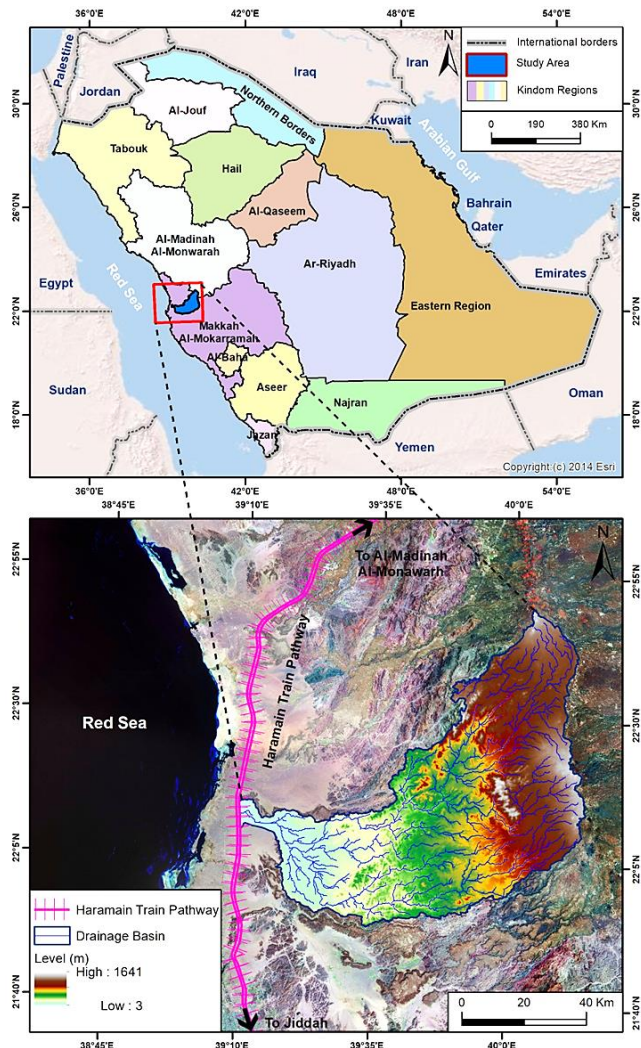 36°0'E
42°0'E
48°0'E
54°0'E
N
International borders
Study Area
Kindom Regions
0 190 380 Km
Palestine
Jordan
Iraq
Iran
Kuwait
Arabian Gulf
Bahrain
Qater
Emirates
Oman
Yemen
Egypt
Sudan
Red Sea
Al-Jouf
Northern Borders
Tabouk
Hail
Al-Qaseem
Al-Madinah
Al-Monwarah
Ar-Riyadh
Eastern Region
Makkah
Al-Mokarramah
Al-Baha
Aseer
Najran
Jazan
30°0'N
26°0'N
22°0'N
18°0'N
30°0'N
26°0'N
22°0'N
18°0'N
Copyright (c) 2014 Esri
36°0'E
42°0'E
48°0'E
54°0'E
38°45'E
39°10'E
39°35'E
40°0'E
N
To Al-Madinah
Al-Monawarh
Haramain Train Pathway
Red Sea
22°55'N
22°30'N
22°5'N
21°40'N
22°55'N
22°30'N
22°5'N
21°40'N
Haramain Train Pathway
Drainage Basin
Level (m)
High : 1641
Low : 3
To Jiddah
0 20 40 Km
38°45'E
39°10'E
39°35'E
40°0'E